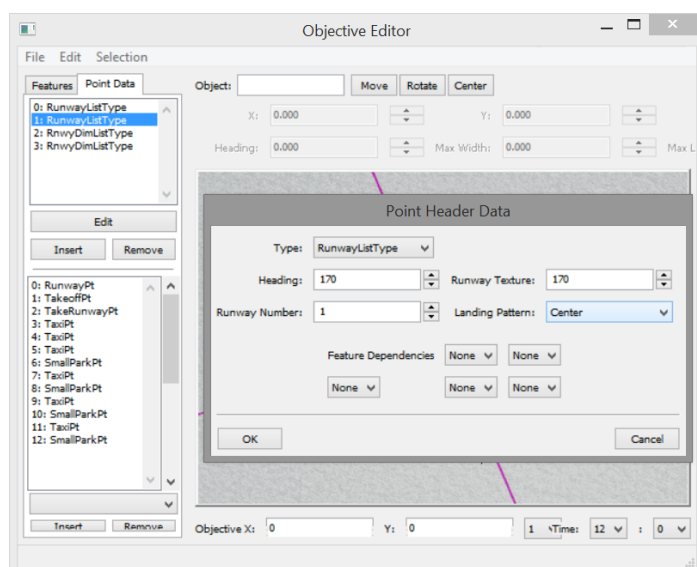 Objective Editor
File Edit Selection
Features Point Data
Object: Move Rotate Center
0: RunwayListType
1: RunwayListType
2: RnwyDimListType
3: RnwyDimListType
X: 0.000 Y: 0.000
Heading: 0.000 Max Width: 0.000 Max L
Edit
Insert Remove
Point Header Data
Type: RunwayListType
Heading: 170 Runway Texture: 170
Runway Number: 1 Landing Pattern: Center
Feature Dependencies None None
None None None
OK Cancel
0: RunwayPt
1: TakeoffPt
2: TakeRunwayPt
3: TaxiPt
4: TaxiPt
5: TaxiPt
6: SmallParkPt
7: TaxiPt
8: SmallParkPt
9: TaxiPt
10: SmallParkPt
11: TaxiPt
12: SmallParkPt
Insert Remove
Objective X: 0 Y: 0 1 Time: 12 : 0